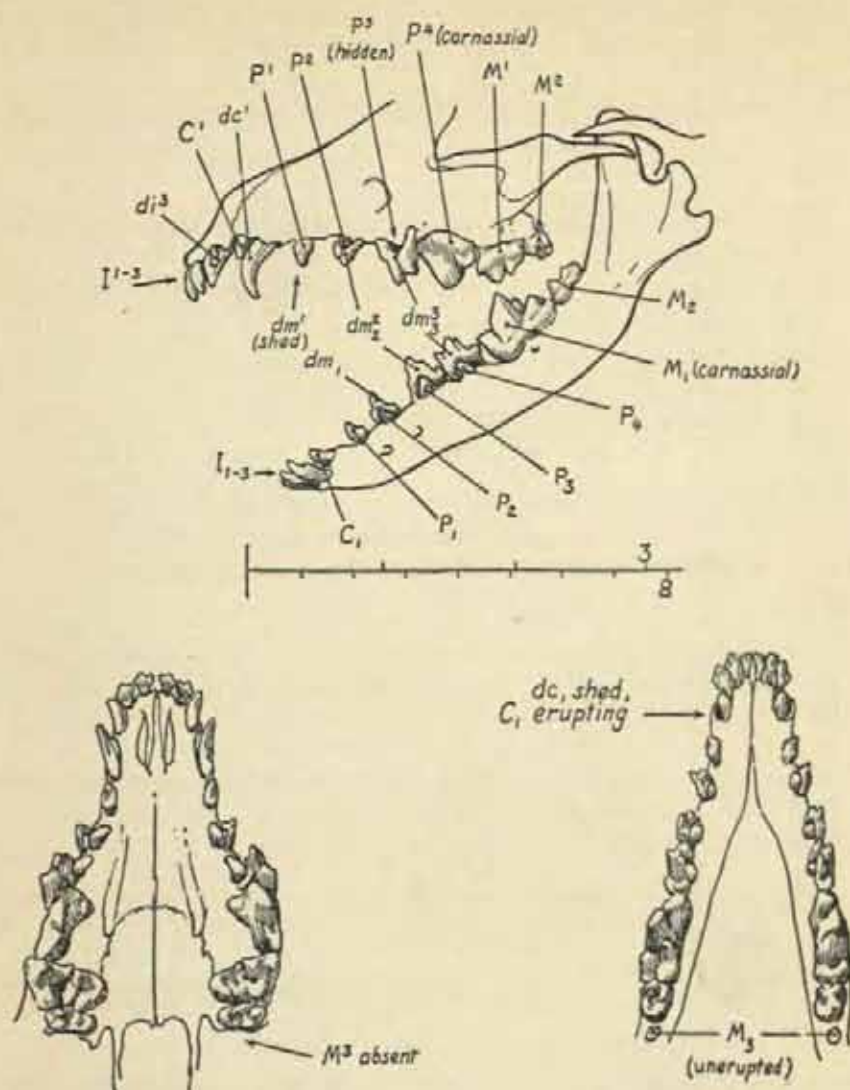 P³
(hidden)
P⁴ (carnassial)
P¹
P²
M¹
M²
C¹
dc¹
di³
I¹⁻³
dm¹
(shed)
dm²₂
dm³₃
dm₁
M₂
M₁ (carnassial)
P₄
P₃
P₂
P₁
C₁
I₁₋₃
3
8
dc₁ shed,
C₁ erupting
M³ absent
M₃
(unerupted)